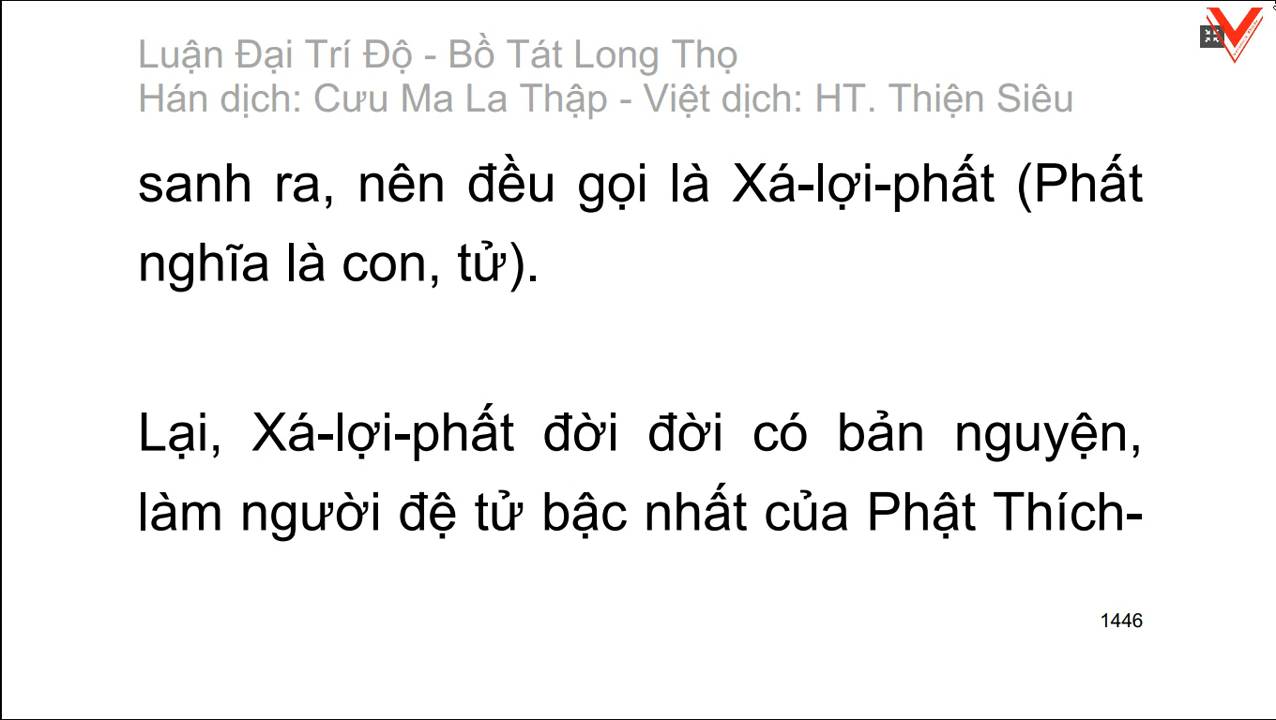 Luận Đại Trí Độ - Bồ Tát Long Thọ
Hán dịch: Cưu Ma La Thập - Việt dịch: HT. Thiện Siêu
sanh ra, nên đều gọi là Xá-lợi-phất (Phất
nghĩa là con, tử).
Lại, Xá-lợi-phất đời đời có bản nguyện,
làm người đệ tử bậc nhất của Phật Thích-
1446